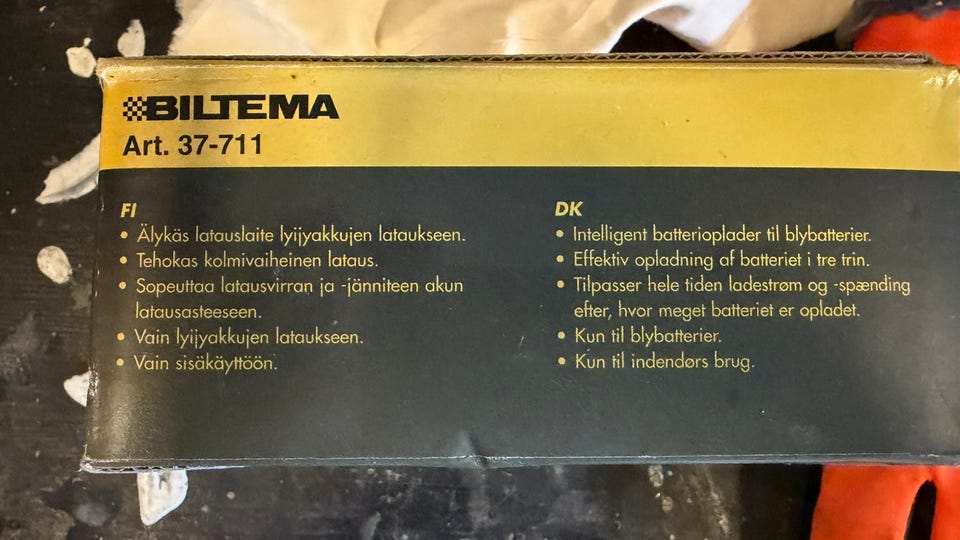 BILTEMA
Art. 37-711
FI
• Älykäs latauslaite lyijyakkujen lataukseen.
• Tehokas kolmivaiheinen lataus.
• Sopeuttaa latausvirran ja -jänniteen akun
latausasteeseen.
• Vain lyijyakkujen lataukseen.
• Vain sisäkäyttöön.
DK
• Intelligent batterioplader til blybatterier.
• Effektiv opladning af batteriet i tre trin.
• Tilpasser hele tiden ladestrøm og -spænding
efter, hvor meget batteriet er opladet.
• Kun til blybatterier.
• Kun til indendørs brug.